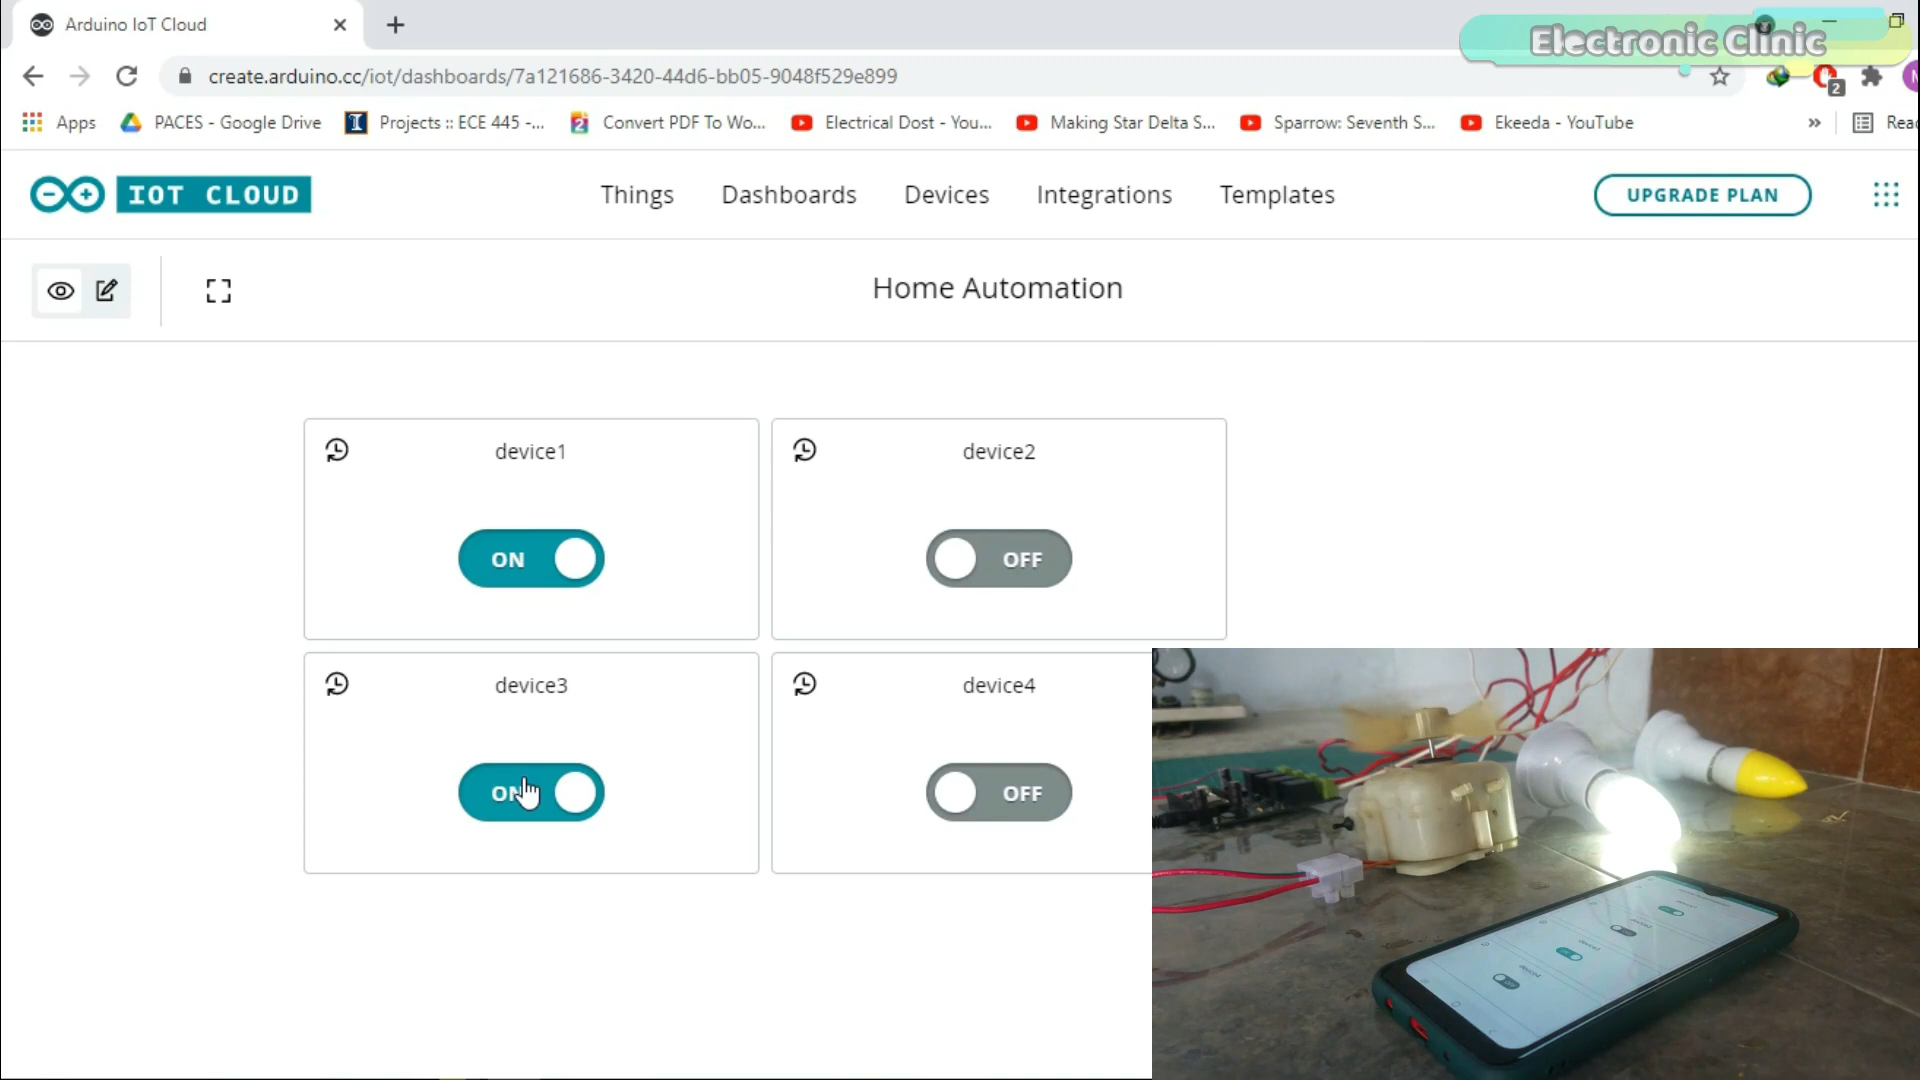 Arduino IoT Cloud
Electronic Clinic
create.arduino.cc/iot/dashboards/7a121686-3420-44d6-bb05-9048f529e899
2
Apps
PACES - Google Drive
Projects :: ECE 445 -...
Convert PDF To Wo...
Electrical Dost - You...
Making Star Delta S...
Sparrow: Seventh S...
Ekeeda - YouTube
IOT CLOUD
Things
Dashboards
Devices
Integrations
Templates
UPGRADE PLAN
Home Automation
device1
device2
ON
OFF
device3
device4
ON
OFF